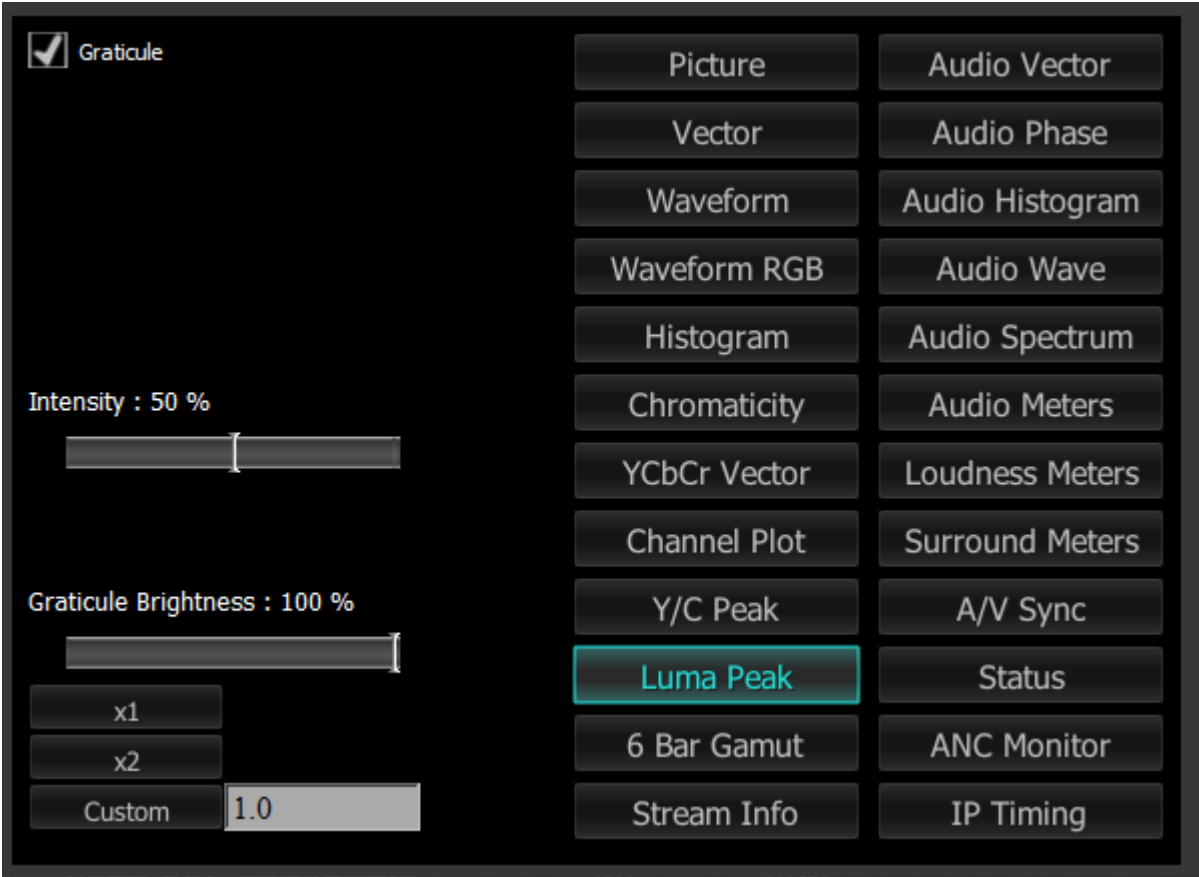 Graticule
Intensity : 50 %
Graticule Brightness : 100 %
x1
x2
Custom 1.0
Picture
Audio Vector
Vector
Audio Phase
Waveform
Audio Histogram
Waveform RGB
Audio Wave
Histogram
Audio Spectrum
Chromaticity
Audio Meters
YCbCr Vector
Loudness Meters
Channel Plot
Surround Meters
Y/C Peak
A/V Sync
Luma Peak
Status
6 Bar Gamut
ANC Monitor
Stream Info
IP Timing